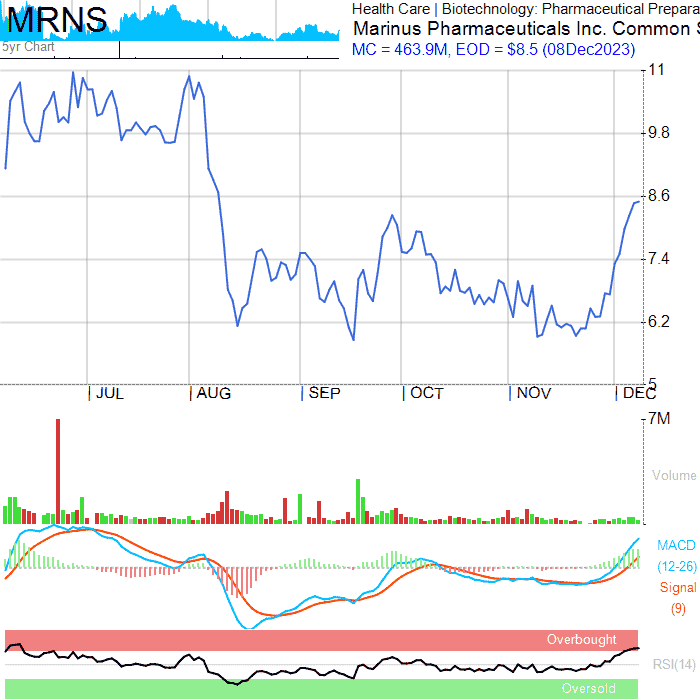 MRNS
5yr Chart
Health Care | Biotechnology: Pharmaceutical Prepara
Marinus Pharmaceuticals Inc. Common S
MC = 463.9M, EOD = $8.5 (08Dec2023)
11
9.8
8.6
7.4
6.2
5
JUL
AUG
SEP
OCT
NOV
DEC
7M
Volume
MACD
(12-26)
Signal
(9)
Overbought
RSI(14)
Oversold